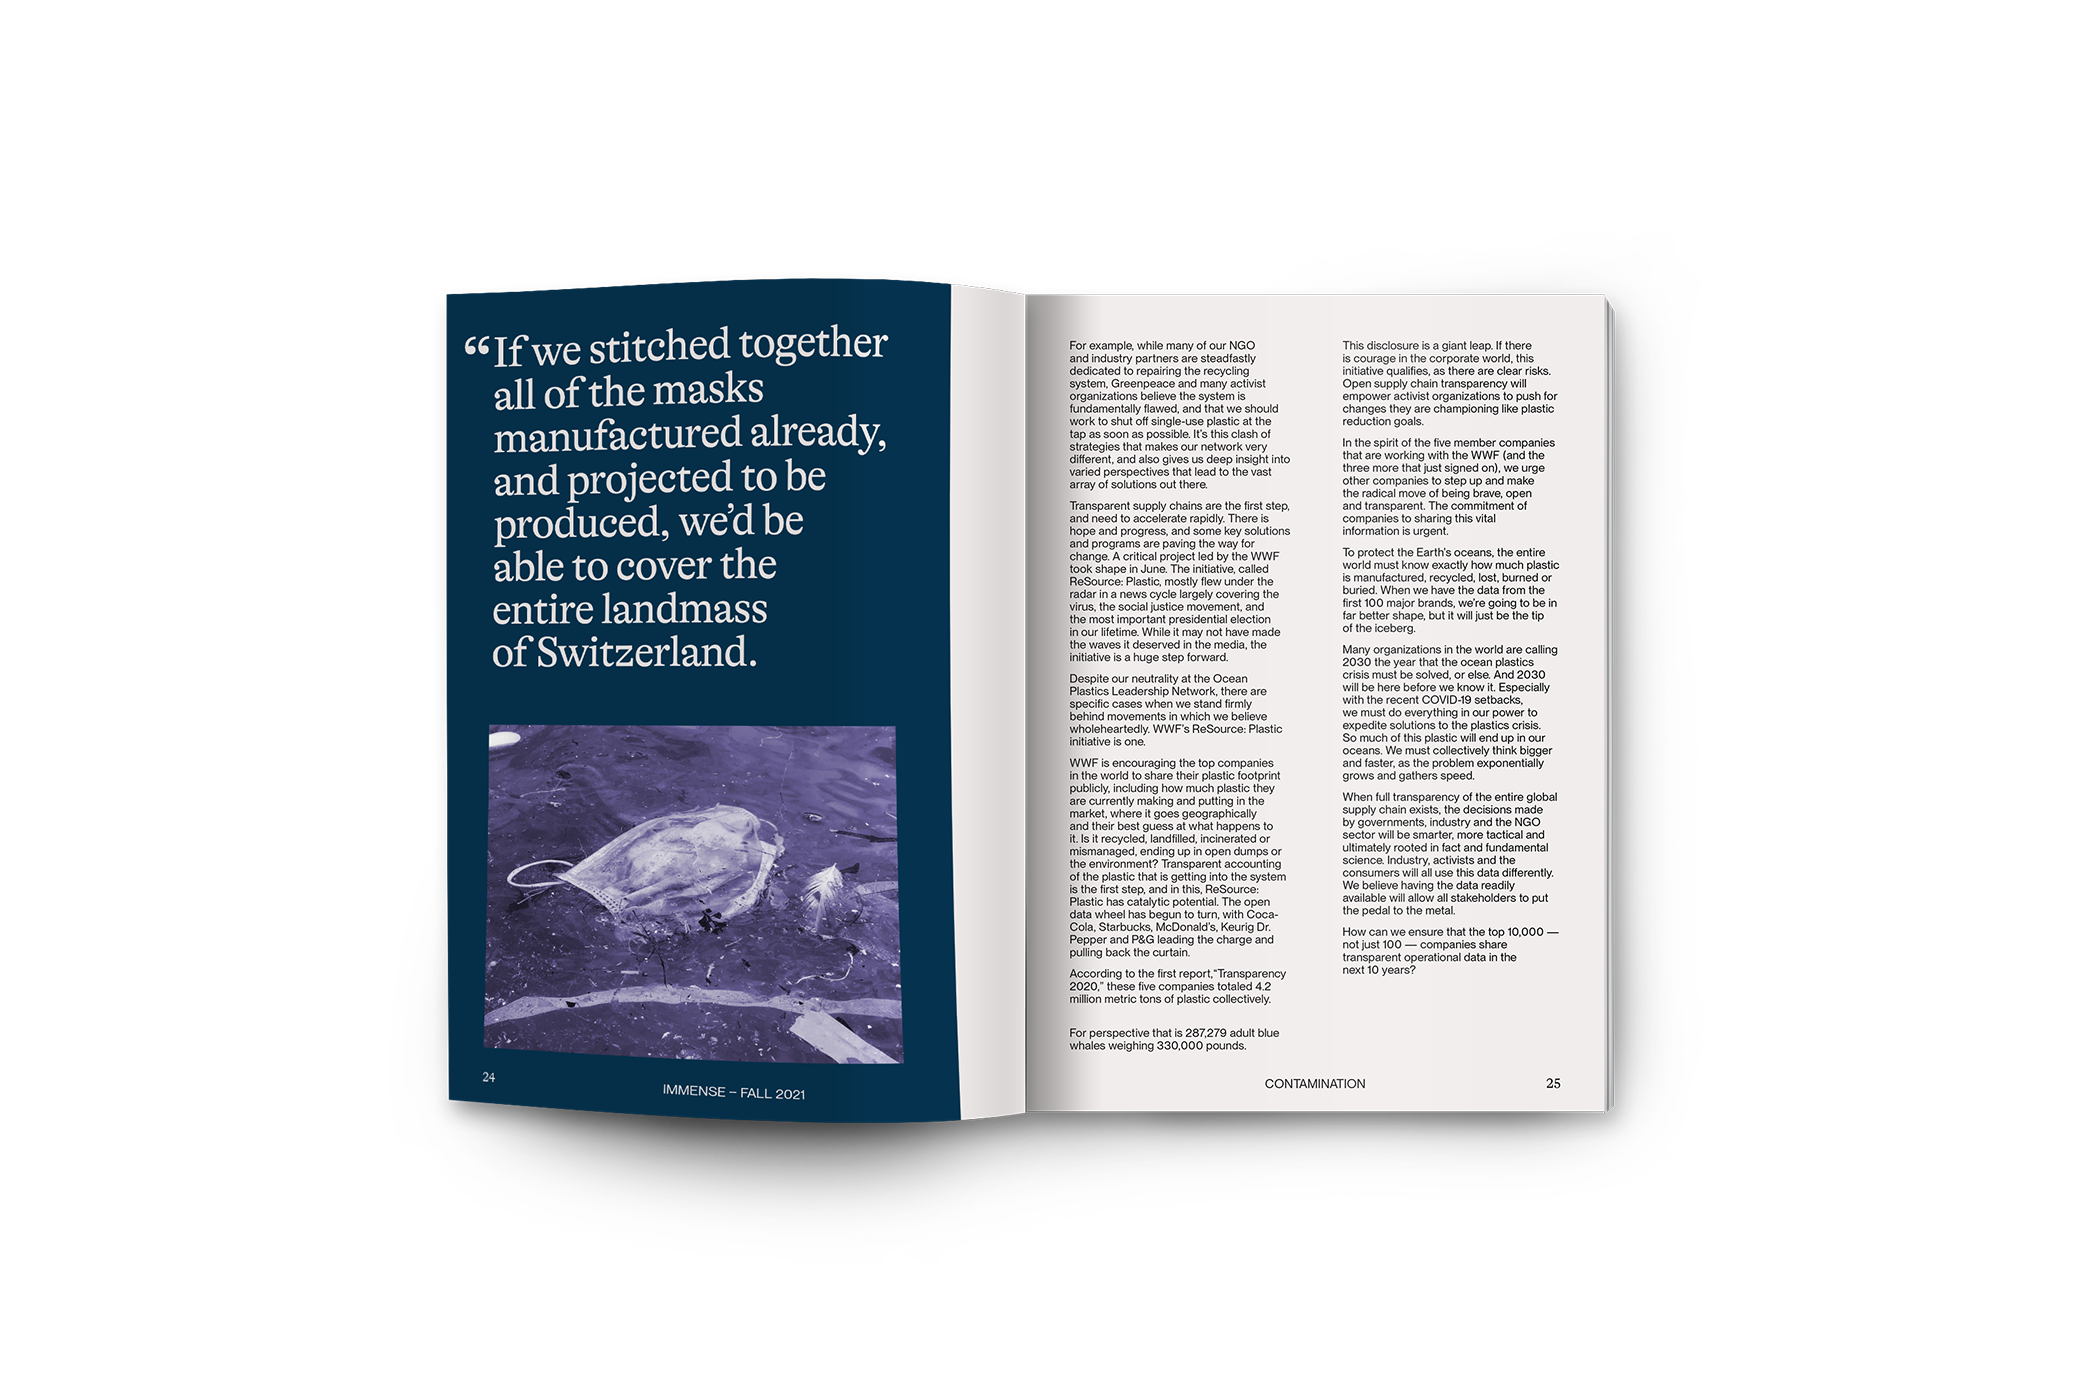 “If we stitched together
all of the masks
manufactured already,
and projected to be
produced, we’d be
able to cover the
entire landmass
of Switzerland.
24
IMMENSE – FALL 2021
For example, while many of our NGO
and industry partners are steadfastly
dedicated to repairing the recycling
system, Greenpeace and many activist
organizations believe the system is
fundamentally flawed, and that we should
work to shut off single-use plastic at the
tap as soon as possible. It’s this clash of
strategies that makes our network very
different, and also gives us deep insight into
varied perspectives that lead to the vast
array of solutions out there.
Transparent supply chains are the first step,
and need to accelerate rapidly. There is
hope and progress, and some key solutions
and programs are paving the way for
change. A critical project led by the WWF
took shape in June. The initiative, called
ReSource: Plastic, mostly flew under the
radar in a news cycle largely covering the
virus, the social justice movement, and
the most important presidential election
in our lifetime. While it may not have made
the waves it deserved in the media, the
initiative is a huge step forward.
Despite our neutrality at the Ocean
Plastics Leadership Network, there are
specific cases when we stand firmly
behind movements in which we believe
wholeheartedly. WWF’s ReSource: Plastic
initiative is one.
WWF is encouraging the top companies
in the world to share their plastic footprint
publicly, including how much plastic they
are currently making and putting in the
market, where it goes geographically
and their best guess at what happens to
it. Is it recycled, landfilled, incinerated or
mismanaged, ending up in open dumps or
the environment? Transparent accounting
of the plastic that is getting into the system
is the first step, and in this, ReSource:
Plastic has catalytic potential. The open
data wheel has begun to turn, with Coca-
Cola, Starbucks, McDonald’s, Keurig Dr.
Pepper and P&G leading the charge and
pulling back the curtain.
According to the first report,“Transparency
2020,” these five companies totaled 4.2
million metric tons of plastic collectively.
For perspective that is 287,279 adult blue
whales weighing 330,000 pounds.
This disclosure is a giant leap. If there
is courage in the corporate world, this
initiative qualifies, as there are clear risks.
Open supply chain transparency will
empower activist organizations to push for
changes they are championing like plastic
reduction goals.
In the spirit of the five member companies
that are working with the WWF (and the
three more that just signed on), we urge
other companies to step up and make
the radical move of being brave, open
and transparent. The commitment of
companies to sharing this vital
information is urgent.
To protect the Earth’s oceans, the entire
world must know exactly how much plastic
is manufactured, recycled, lost, burned or
buried. When we have the data from the
first 100 major brands, we’re going to be in
far better shape, but it will just be the tip
of the iceberg.
Many organizations in the world are calling
2030 the year that the ocean plastics
crisis must be solved, or else. And 2030
will be here before we know it. Especially
with the recent COVID-19 setbacks,
we must do everything in our power to
expedite solutions to the plastics crisis.
So much of this plastic will end up in our
oceans. We must collectively think bigger
and faster, as the problem exponentially
grows and gathers speed.
When full transparency of the entire global
supply chain exists, the decisions made
by governments, industry and the NGO
sector will be smarter, more tactical and
ultimately rooted in fact and fundamental
science. Industry, activists and the
consumers will all use this data differently.
We believe having the data readily
available will allow all stakeholders to put
the pedal to the metal.
How can we ensure that the top 10,000 —
not just 100 — companies share
transparent operational data in the
next 10 years?
CONTAMINATION
25